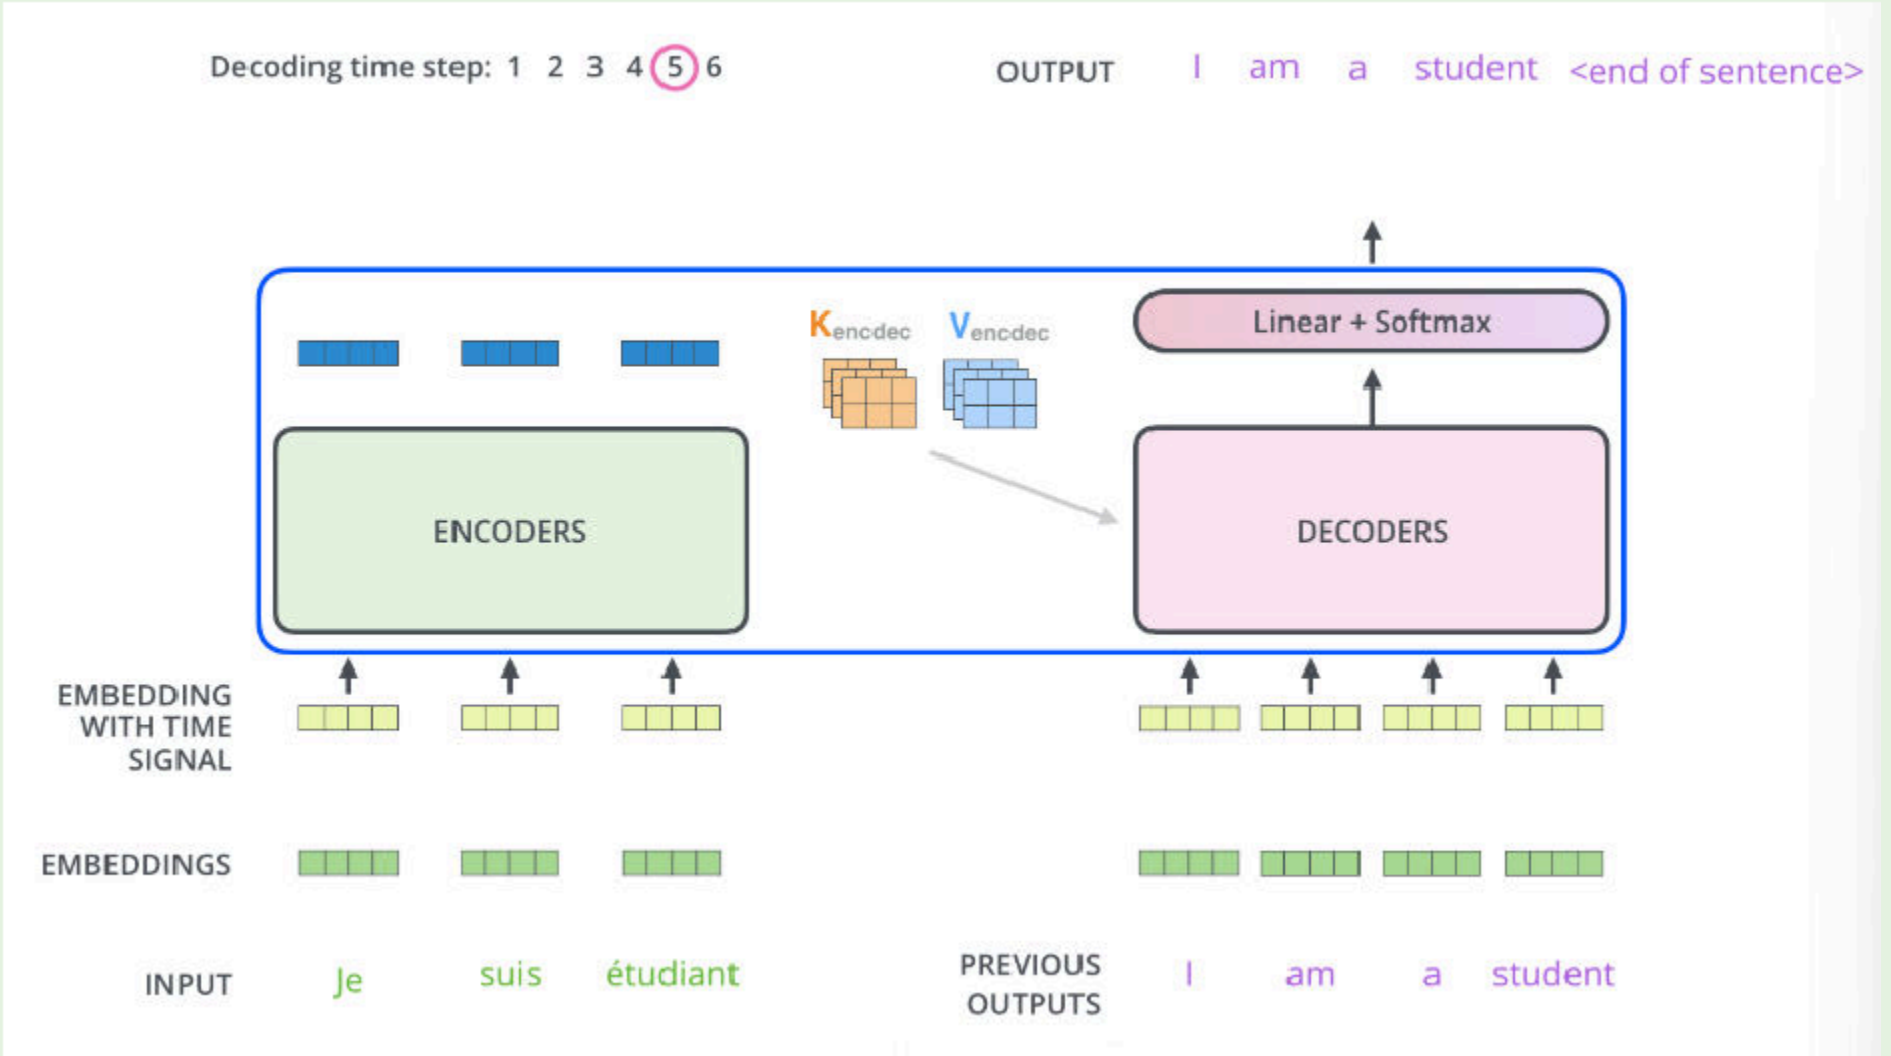 Decoding time step: 1 2 3 4 5 6
OUTPUT I am a student <end of sentence>
Kencdec Vencdec
Linear + Softmax
ENCODERS
DECODERS
EMBEDDING
WITH TIME
SIGNAL
EMBEDDINGS
INPUT Je suis étudiant
PREVIOUS
OUTPUTS
I am a student